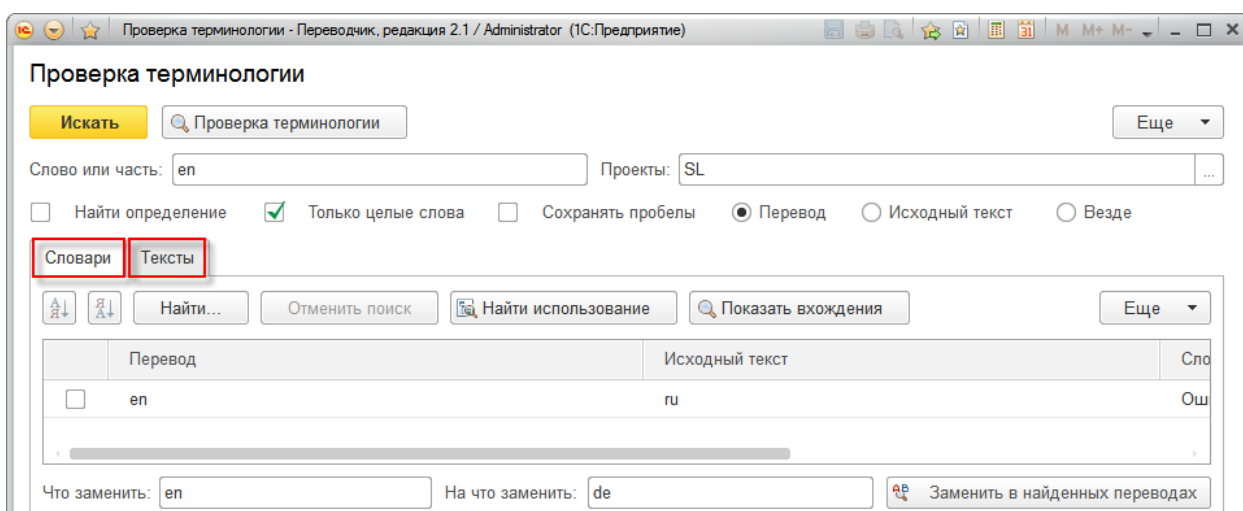 1С Проверка терминологии - Переводчик, редакция 2.1 / Administrator (1С:Предприятие) 31 M M+ M-
Проверка терминологии
Искать Проверка терминологии Еще
Слово или часть: en Проекты: SL ...
Найти определение Только целые слова Сохранять пробелы Перевод Исходный текст Везде
Словари Тексты
Найти... Отменить поиск Найти использование Показать вхождения Еще
Перевод Исходный текст Сло
en ru Ош
Что заменить: en На что заменить: de Заменить в найденных переводах